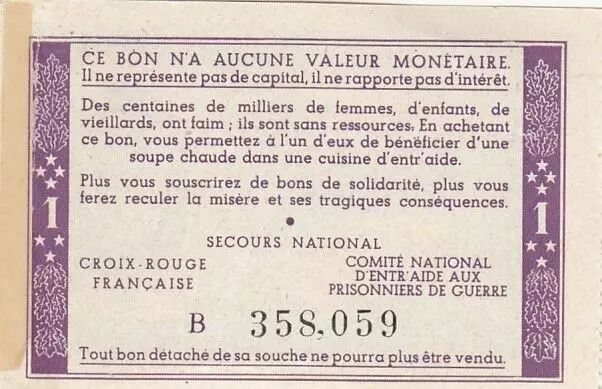 CE BON N'A AUCUNE VALEUR MONÉTAIRE.
Il ne représente pas de capital, il ne rapporte pas d'intérêt.
Des centaines de milliers de femmes, d'enfants, de
vieillards, ont faim ; ils sont sans ressources. En achetant
ce bon, vous permettez à l'un d'eux de bénéficier d'une
soupe chaude dans une cuisine d'entr'aide.
Plus vous souscrirez de bons de solidarité, plus vous
ferez reculer la misère et ses tragiques conséquences.
1
1
SECOURS NATIONAL
CROIX-ROUGE
FRANÇAISE
COMITÉ NATIONAL
D'ENTR'AIDE AUX
PRISONNIERS DE GUERRE
B 358,059
Tout bon détaché de sa souche ne pourra plus être vendu.